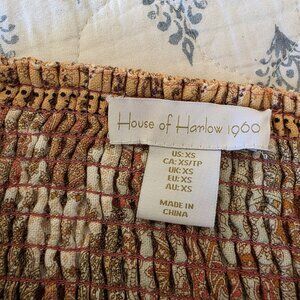 House of Harlow 1960
US:XS
CA:XS/TP
UK:XS
EU:XS
AU:XS
MADE IN
CHINA